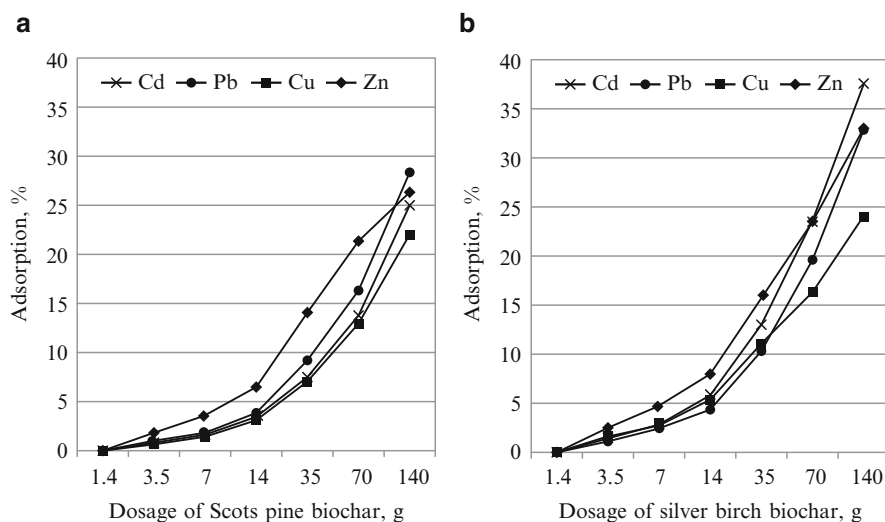 a
40
35
30
25
20
15
10
5
0
Adsorption, %
Cd Pb Cu Zn
1.4 3.5 7 14 35 70 140
Dosage of Scots pine biochar, g
b
40
35
30
25
20
15
10
5
0
Adsorption, %
Cd Pb Cu Zn
1.4 3.5 7 14 35 70 140
Dosage of silver birch biochar, g